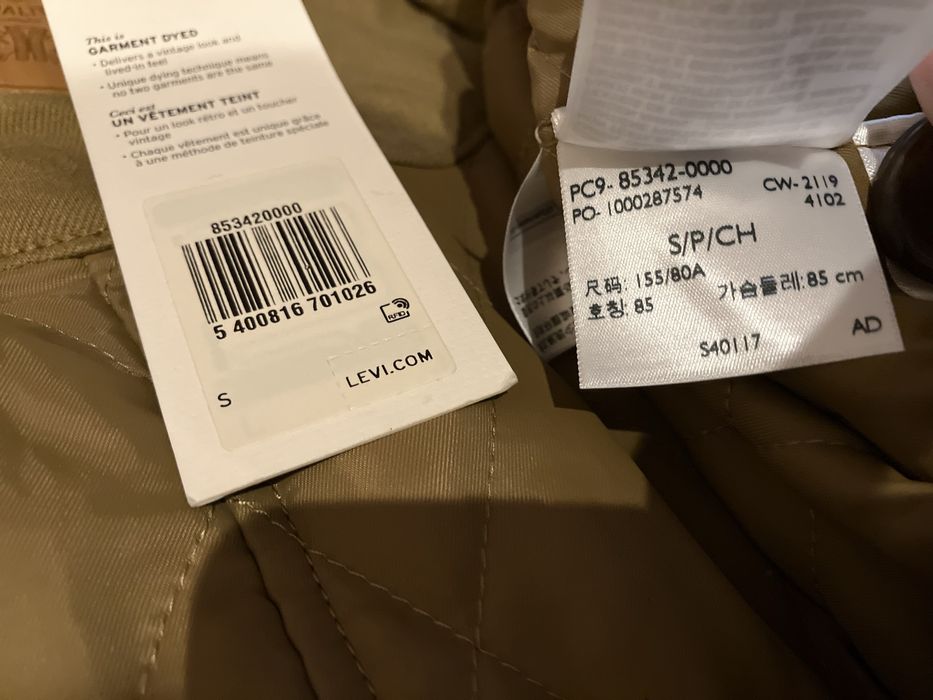 This is
GARMENT DYED
• Delivers a vintage look and
lived-in feel
• Unique dying technique means
no two garments are the same
Ceci est
UN VÊTEMENT TEINT
• Pour un look rétro et un toucher
vintage
• Chaque vêtement est unique grâce
à une méthode de teinture spéciale
853420000
5 400816 701026
RFID
S
LEVI.COM
PC9- 85342-0000
CW-2119
PO- 1000287574
4102
S/P/CH
尺码: 155/80A
가슴둘레: 85 cm
호칭: 85
AD
S40117